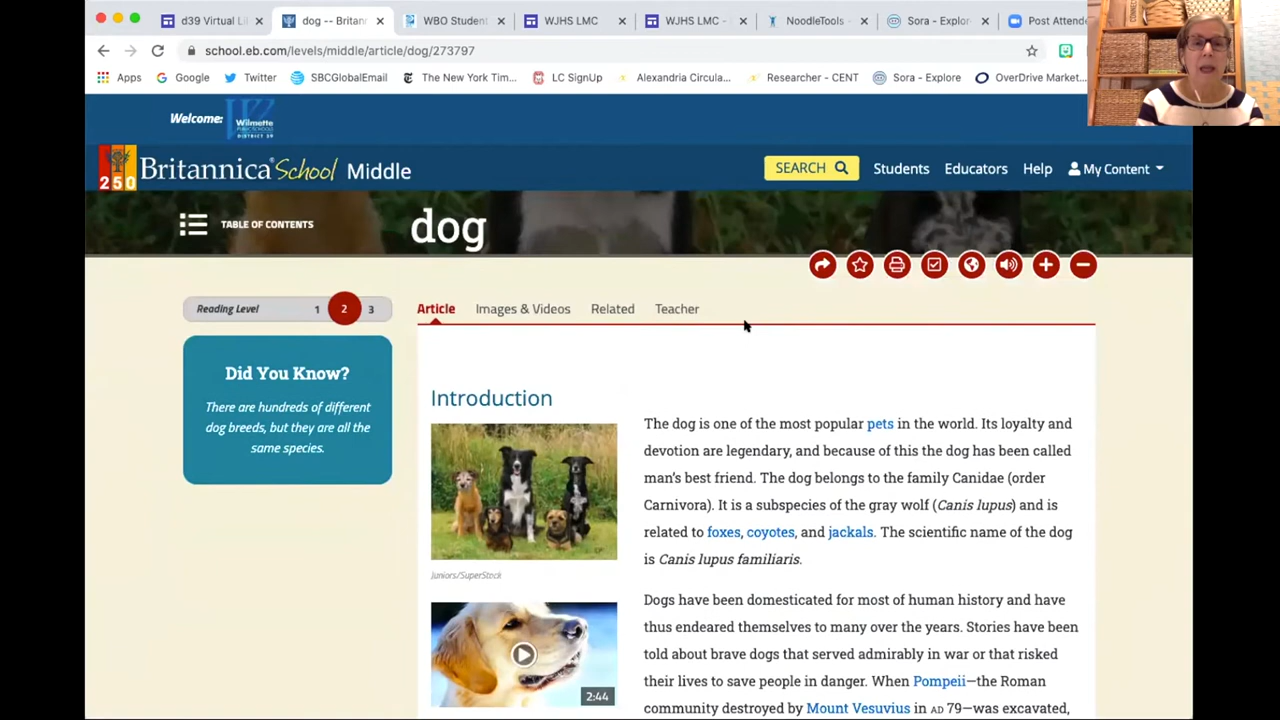 d39 Virtual Li
dog -- Britann
WBO Student
WJHS LMC
WJHS LMC -
NoodleTools -
Sora - Explor
Post Attende
school.eb.com/levels/middle/article/dog/273797
Apps
Google
Twitter
SBCGlobalEmail
The New York Tim...
LC SignUp
Alexandria Circula...
Researcher - CENT
Sora - Explore
OverDrive Market...
Welcome:
Wilmette
PUBLIC SCHOOLS
DISTRICT 39
250
Britannica School Middle
SEARCH
Students
Educators
Help
My Content
TABLE OF CONTENTS
dog
Reading Level 1 2 3
Article
Images & Videos
Related
Teacher
Did You Know?
There are hundreds of different
dog breeds, but they are all the
same species.
Introduction
Juniors/SuperStock
2:44
The dog is one of the most popular pets in the world. Its loyalty and
devotion are legendary, and because of this the dog has been called
man's best friend. The dog belongs to the family Canidae (order
Carnivora). It is a subspecies of the gray wolf (Canis lupus) and is
related to foxes, coyotes, and jackals. The scientific name of the dog
is Canis lupus familiaris.
Dogs have been domesticated for most of human history and have
thus endeared themselves to many over the years. Stories have been
told about brave dogs that served admirably in war or that risked
their lives to save people in danger. When Pompeii—the Roman
community destroyed by Mount Vesuvius in AD 79—was excavated,